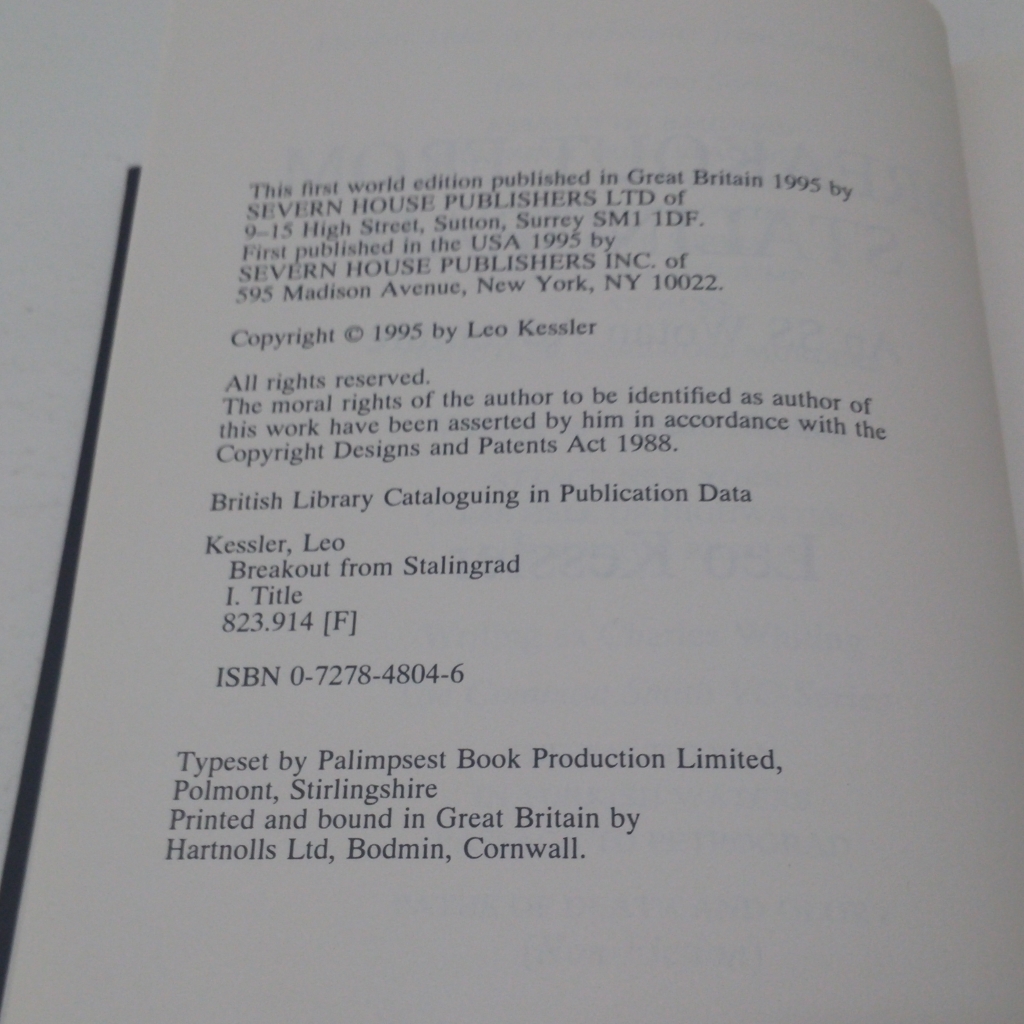 This first world edition published in Great Britain 1995 by
SEVERN HOUSE PUBLISHERS LTD of
9–15 High Street, Sutton, Surrey SM1 1DF.
First published in the USA 1995 by
SEVERN HOUSE PUBLISHERS INC. of
595 Madison Avenue, New York, NY 10022.
Copyright © 1995 by Leo Kessler
All rights reserved.
The moral rights of the author to be identified as author of
this work have been asserted by him in accordance with the
Copyright Designs and Patents Act 1988.
British Library Cataloguing in Publication Data
Kessler, Leo
Breakout from Stalingrad
I. Title
823.914 [F]
ISBN 0-7278-4804-6
Typeset by Palimpsest Book Production Limited,
Polmont, Stirlingshire
Printed and bound in Great Britain by
Hartnolls Ltd, Bodmin, Cornwall.